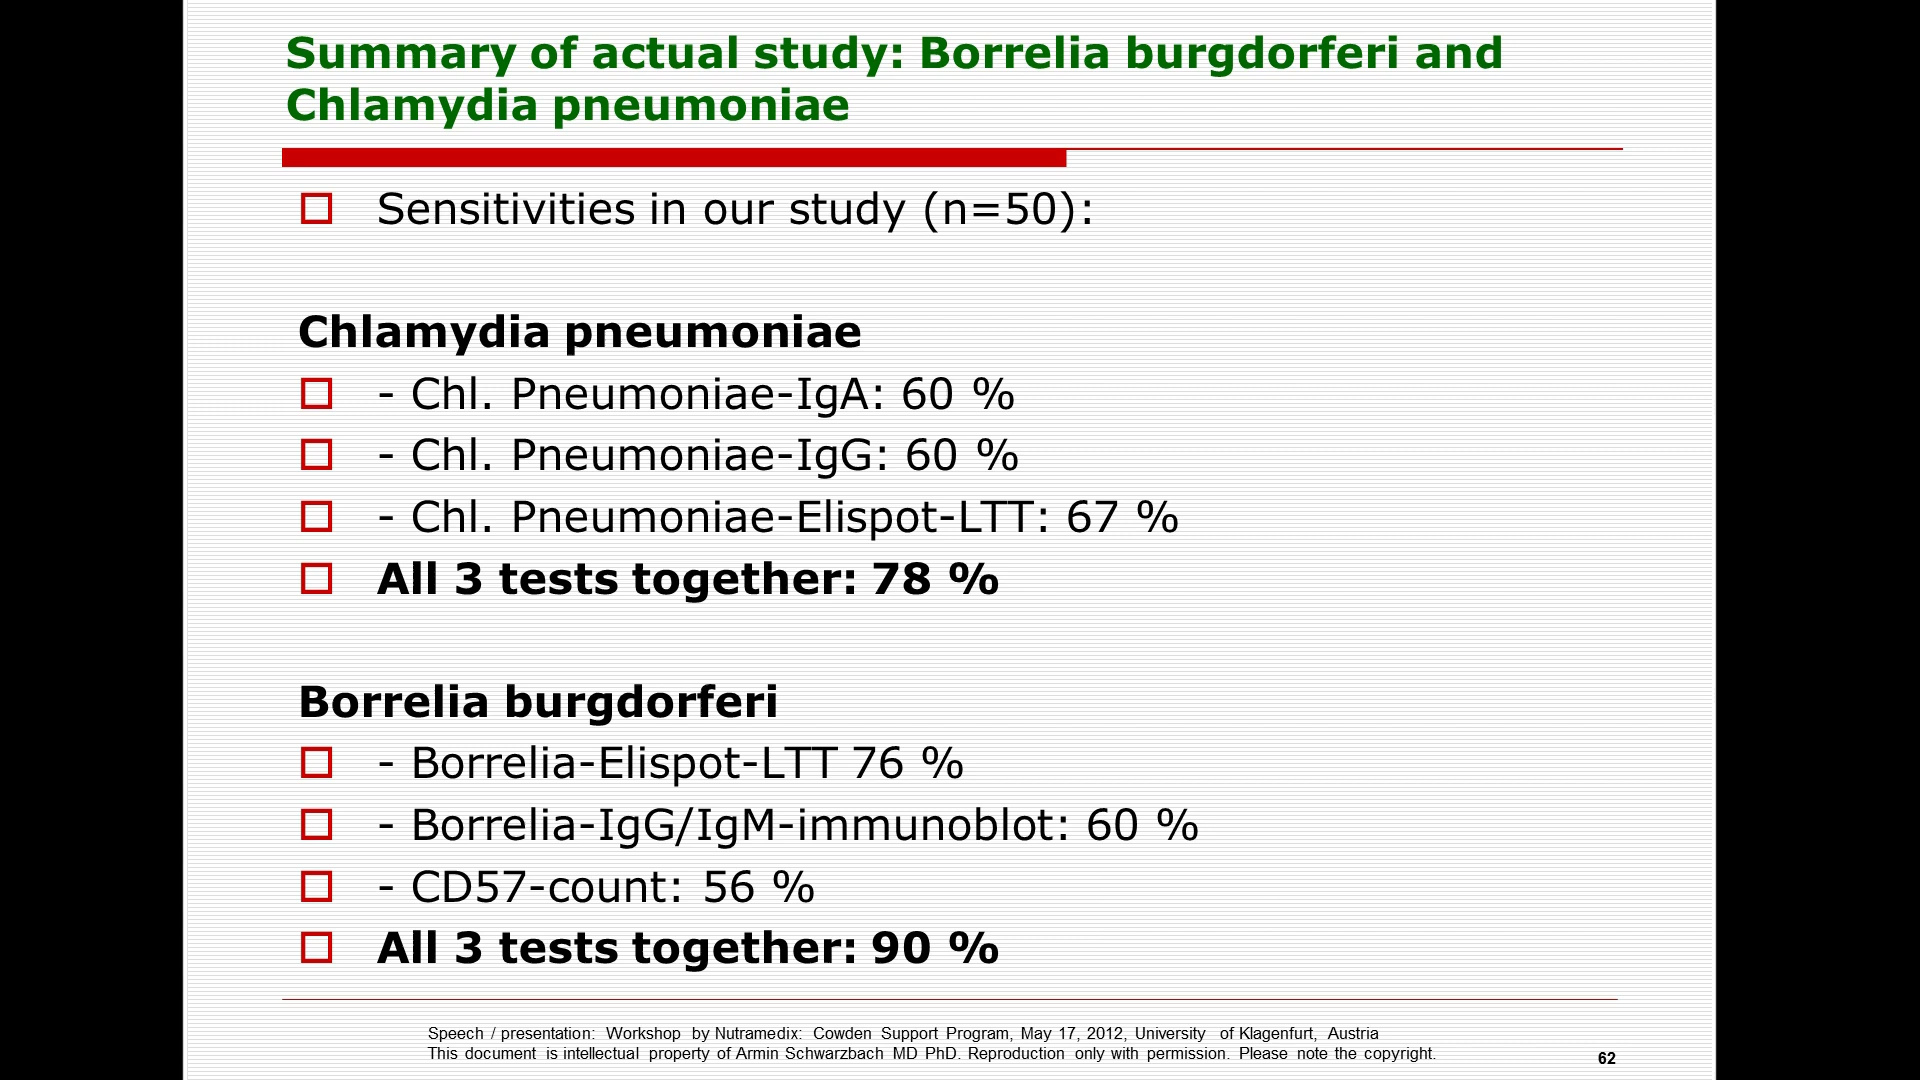 Summary of actual study: Borrelia burgdorferi and
Chlamydia pneumoniae
Sensitivities in our study (n=50):
Chlamydia pneumoniae
- Chl. Pneumoniae-IgA: 60 %
- Chl. Pneumoniae-IgG: 60 %
- Chl. Pneumoniae-Elispot-LTT: 67 %
All 3 tests together: 78 %
Borrelia burgdorferi
- Borrelia-Elispot-LTT 76 %
- Borrelia-IgG/IgM-immunoblot: 60 %
- CD57-count: 56 %
All 3 tests together: 90 %
Speech / presentation: Workshop by Nutramedix: Cowden Support Program, May 17, 2012, University of Klagenfurt, Austria
This document is intellectual property of Armin Schwarzbach MD PhD. Reproduction only with permission. Please note the copyright.
62